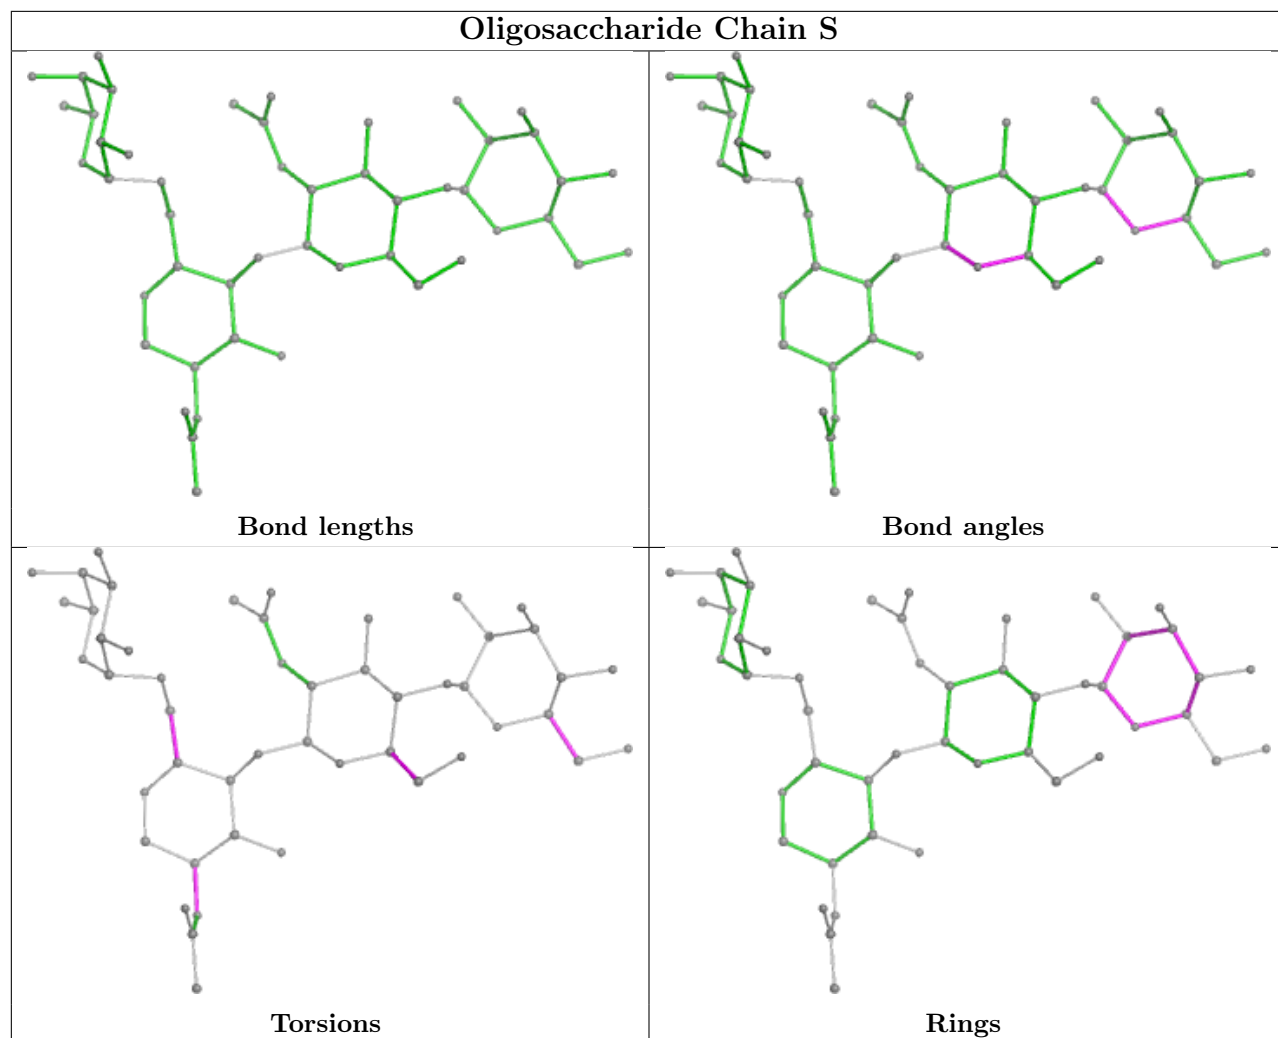 Oligosaccharide Chain S
Bond lengths
Bond angles
Torsions
Rings